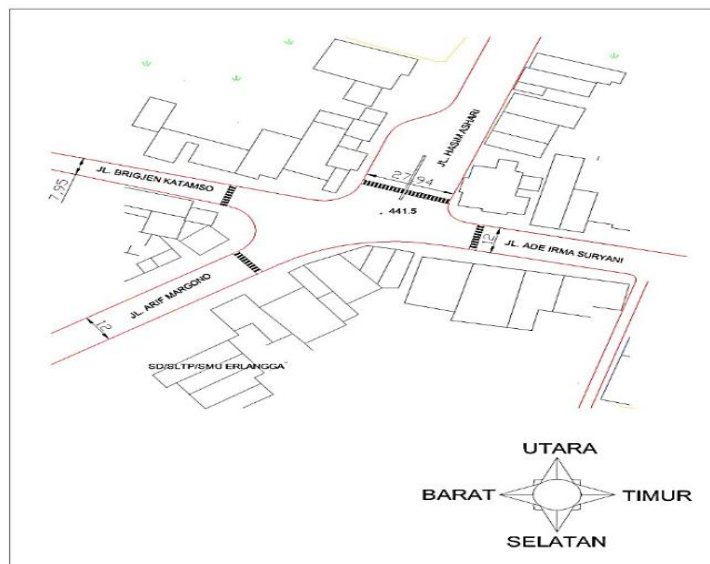 JL. HASIM ASHARI
JL. BRIGJEN KATAMSO
7,95
27,94
441.5
12
JL. ADE IRMA SURYANI
JL. ARIF MARGONO
12
SD/SLTP/SMU ERLANGGA
UTARA
BARAT
TIMUR
SELATAN